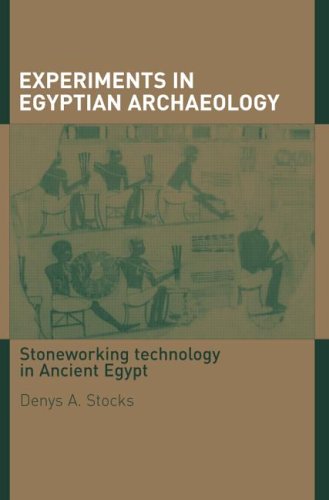 EXPERIMENTS IN
EGYPTIAN ARCHAEOLOGY
Stoneworking technology
in Ancient Egypt
Denys A. Stocks